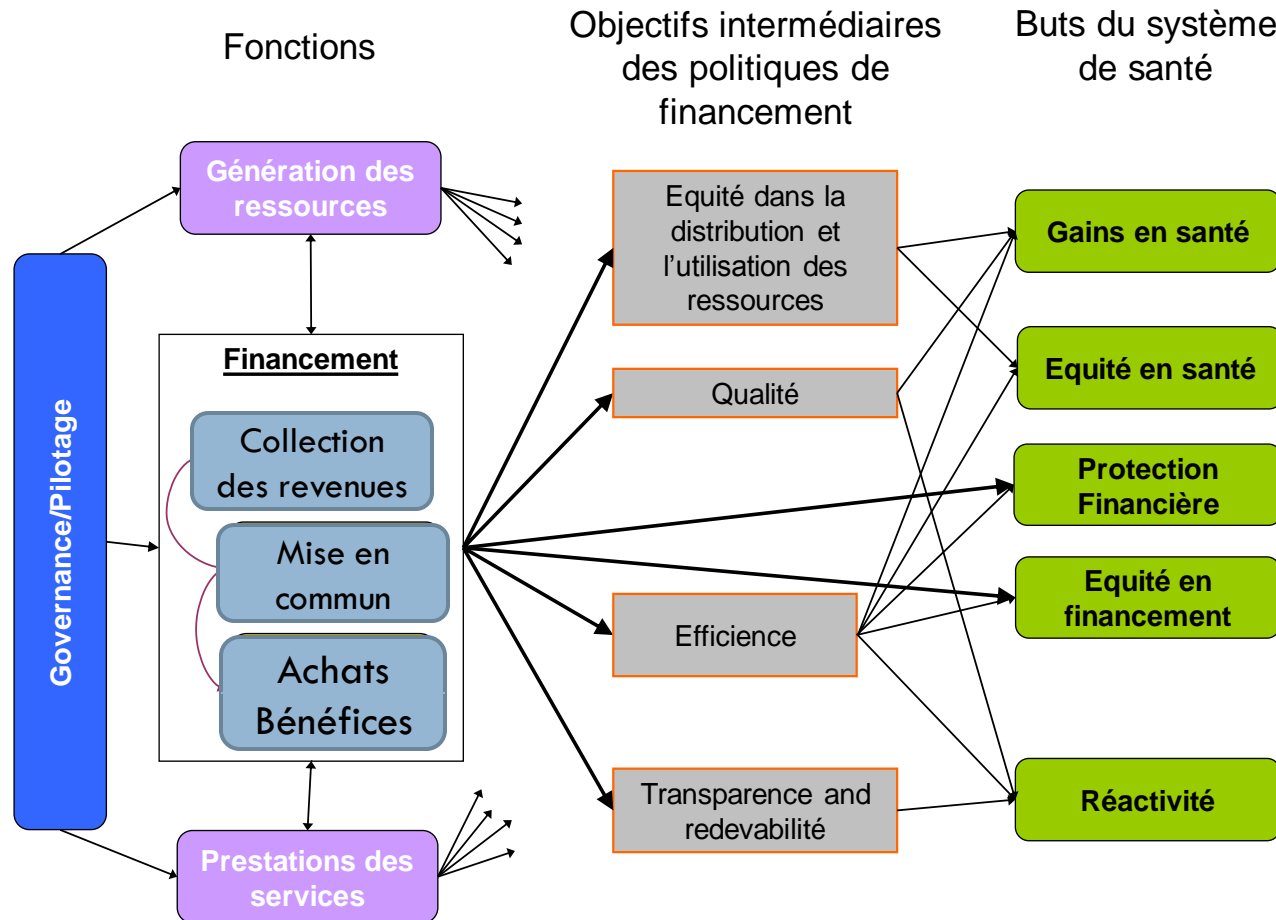 Fonctions
Objectifs intermédiaires
des politiques de
financement
Buts du système
de santé
Governance/Pilotage
Génération des
ressources
Financement
Collection
des revenues
Mise en
commun
Achats
Bénéfices
Prestations des
services
Equité dans la
distribution et
l’utilisation des
ressources
Qualité
Efficience
Transparence and
redevabilité
Gains en santé
Equité en santé
Protection
Financière
Equité en
financement
Réactivité